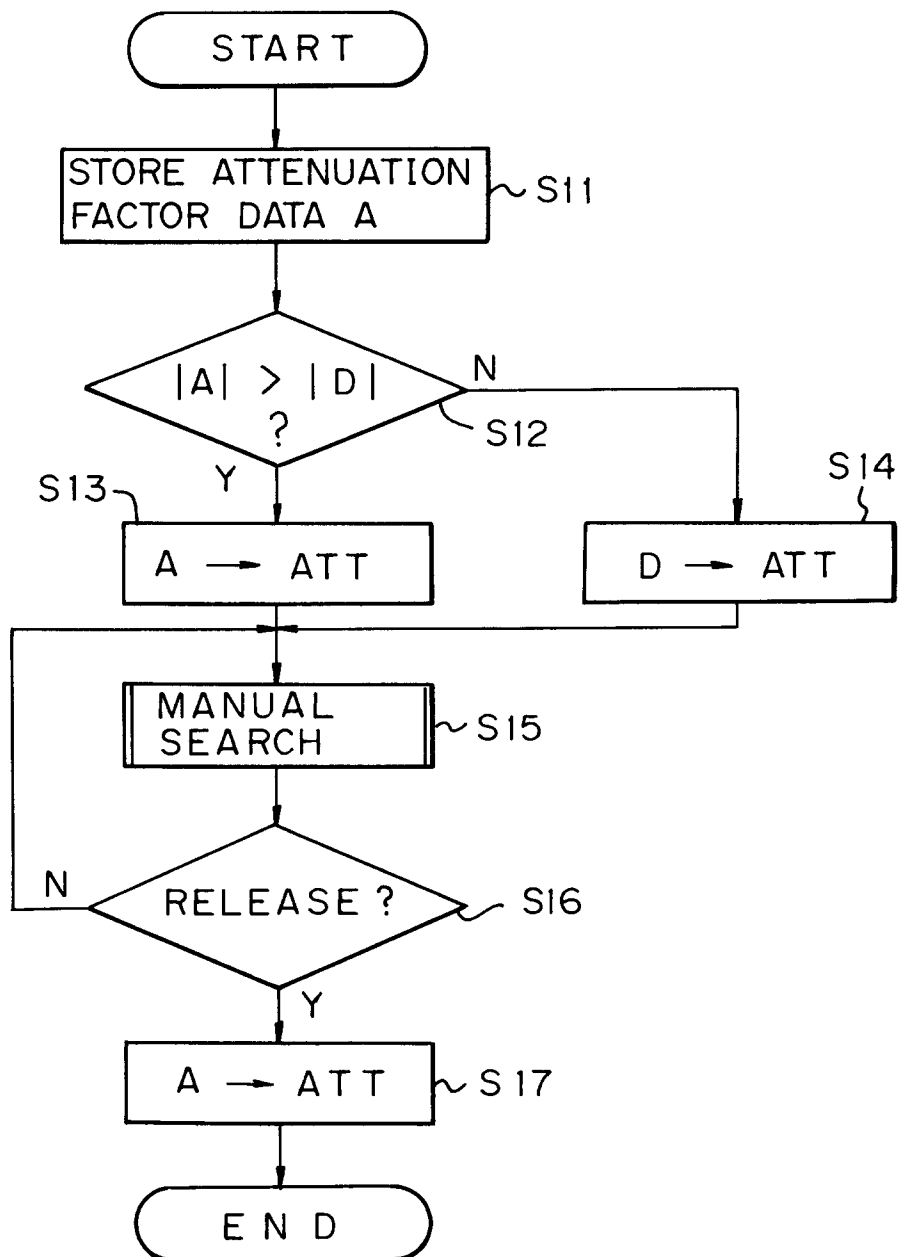 START
STORE ATTENUATION
FACTOR DATA A
S11
|A| > |D|
?
N
S12
Y
S13
S14
A → ATT
D → ATT
MANUAL
SEARCH
S15
N
RELEASE ?
S16
Y
A → ATT
S17
END